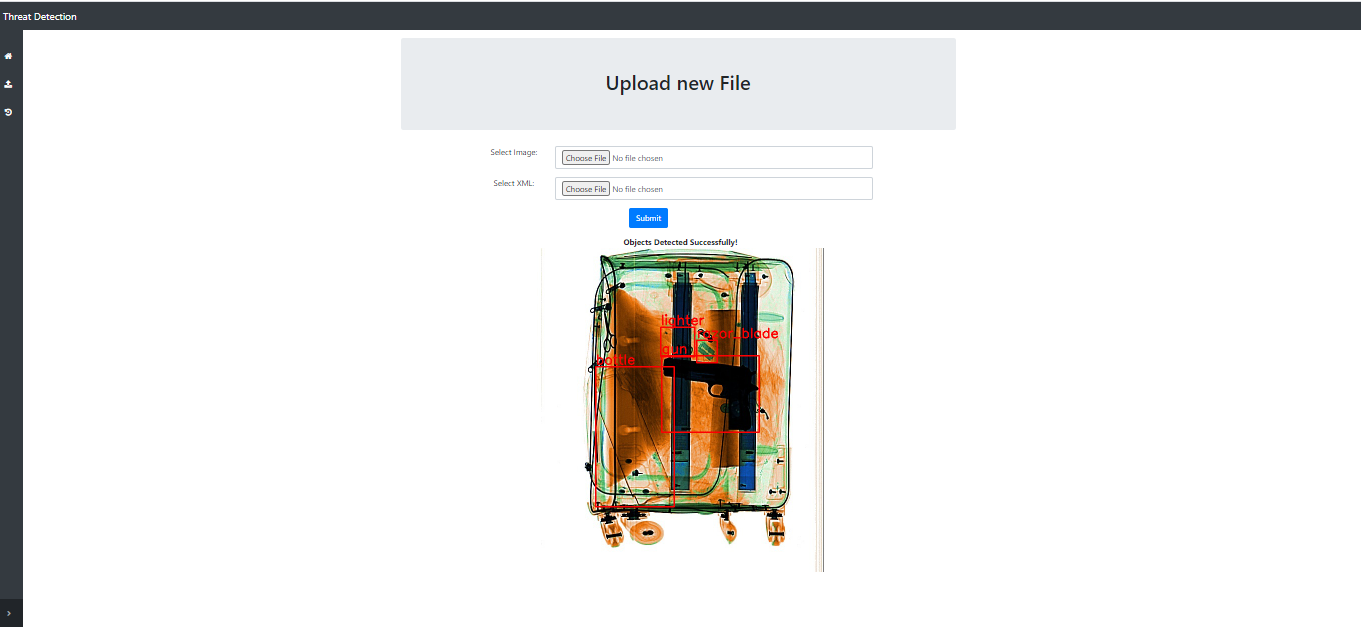 Threat Detection
Upload new File
Select Image:
Choose File No file chosen
Select XML:
Choose File No file chosen
Submit
Objects Detected Successfully!
lighter
razor_blade
gun
bottle